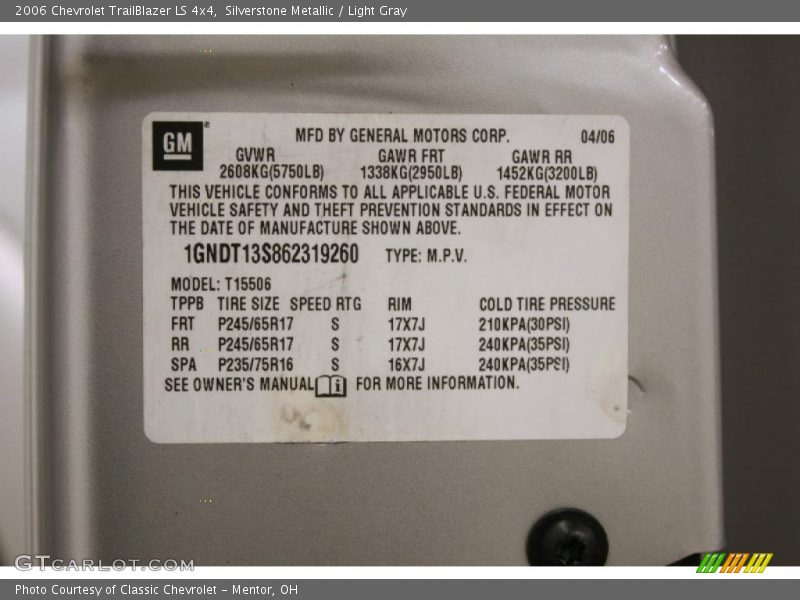 2006 Chevrolet TrailBlazer LS 4x4, Silverstone Metallic / Light Gray
GM
MFD BY GENERAL MOTORS CORP. 04/06
GVWR GAWR FRT GAWR RR
2608KG(5750LB) 1338KG(2950LB) 1452KG(3200LB)
THIS VEHICLE CONFORMS TO ALL APPLICABLE U.S. FEDERAL MOTOR
VEHICLE SAFETY AND THEFT PREVENTION STANDARDS IN EFFECT ON
THE DATE OF MANUFACTURE SHOWN ABOVE.
1GNDT13S862319260 TYPE: M.P.V.
MODEL: T15506
TPPB TIRE SIZE SPEED RTG RIM COLD TIRE PRESSURE
FRT P245/65R17 S 17X7J 210KPA(30PSI)
RR P245/65R17 S 17X7J 240KPA(35PSI)
SPA P235/75R16 S 16X7J 240KPA(35PSI)
SEE OWNER'S MANUAL i FOR MORE INFORMATION.
GTCARLOT.COM
Photo Courtesy of Classic Chevrolet - Mentor, OH